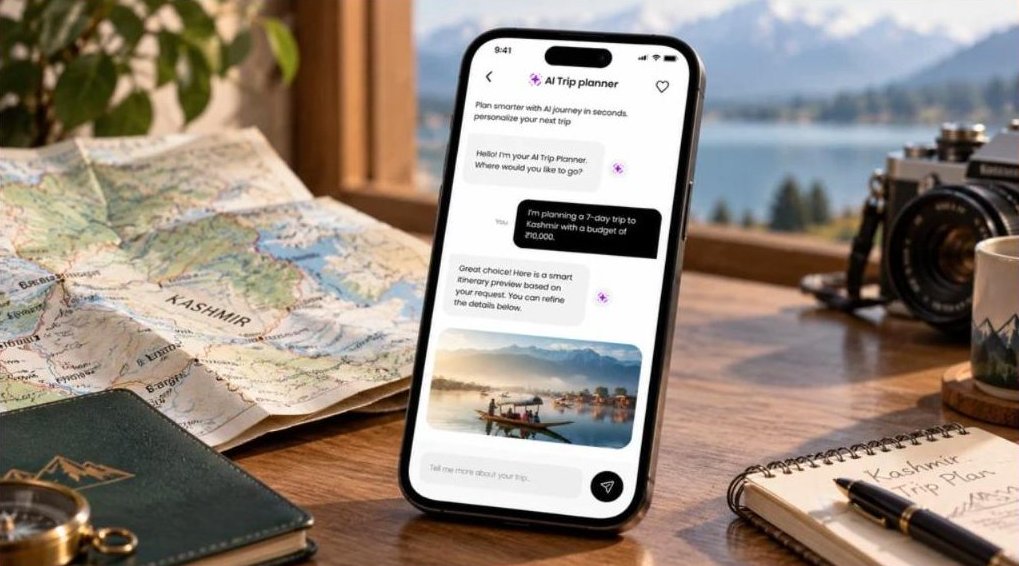 9:41
AI Trip planner
Plan smarter with AI journey in seconds.
personalize your next trip
Hello! I'm your AI Trip Planner.
Where would you like to go?
You
I'm planning a 7-day trip to
Kashmir with a budget of
₹10,000.
Great choice! Here is a smart
itinerary preview based on
your request. You can refine
the details below.
Tell me more about your trip..
KASHMIR
Kashmir
Trip Plan